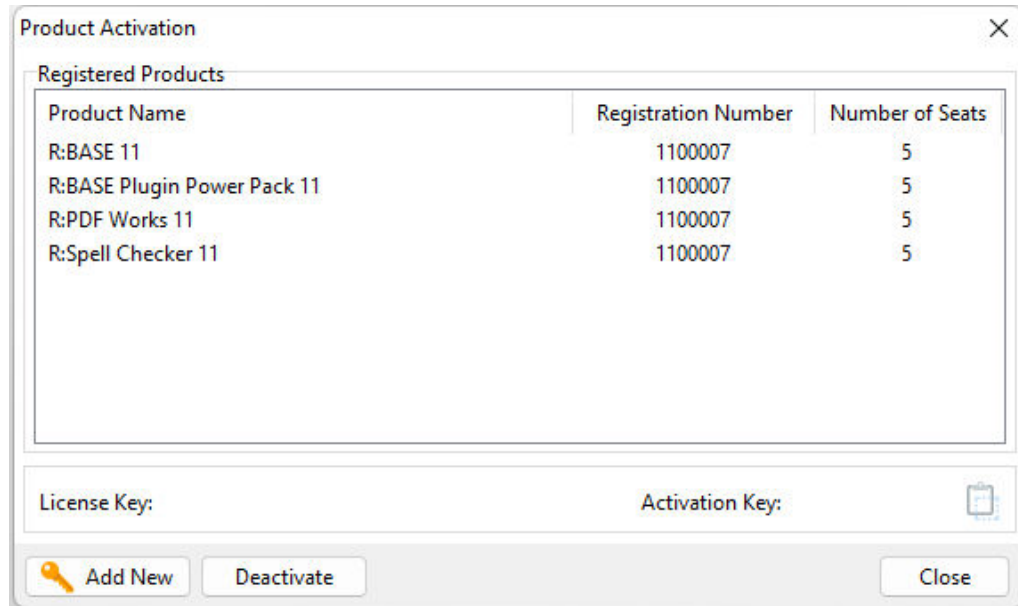 Product Activation
Registered Products
Product Name Registration Number Number of Seats
R:BASE 11 1100007 5
R:BASE Plugin Power Pack 11 1100007 5
R:PDF Works 11 1100007 5
R:Spell Checker 11 1100007 5
License Key: Activation Key:
Add New Deactivate Close